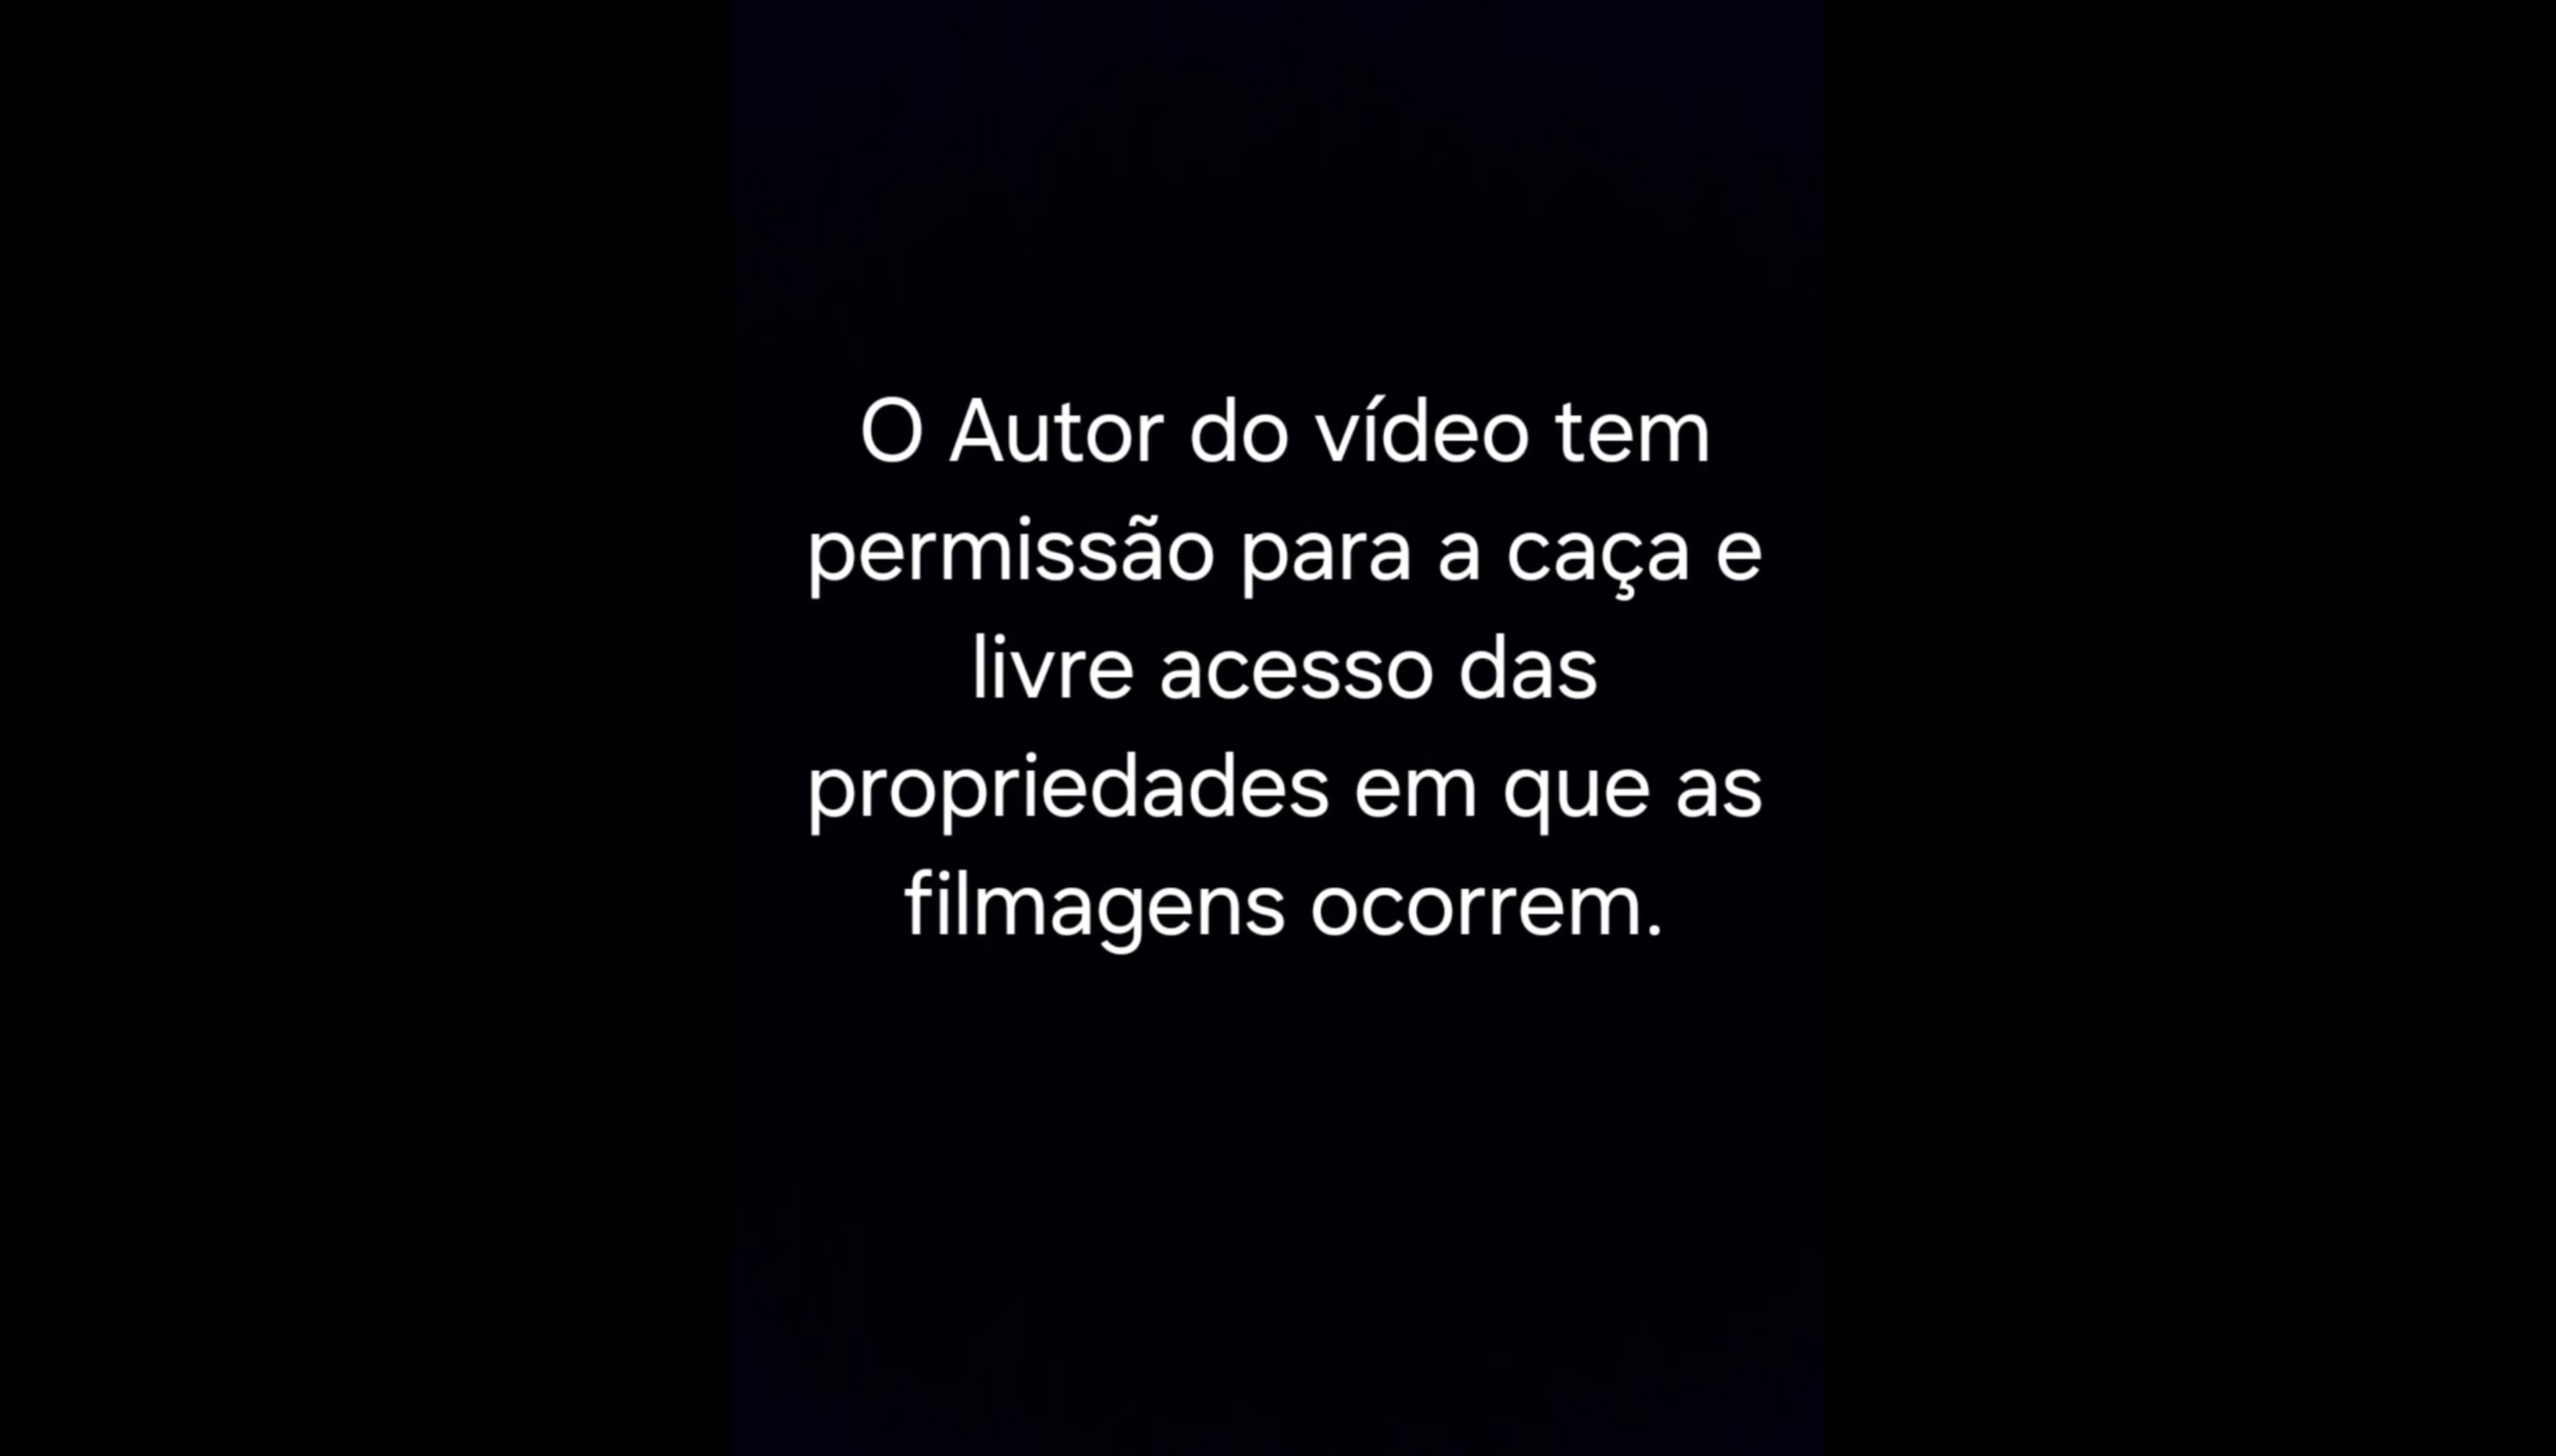 O Autor do vídeo tem
permissão para a caça e
livre acesso das
propriedades em que as
filmagens ocorrem.